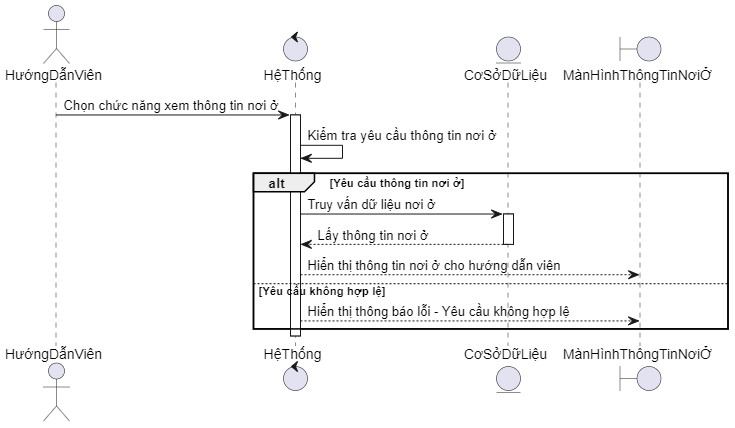 HướngDẫnViên
HệThống
CơSởDữLiệu
MànHìnhThôngTinNơiỞ
Chọn chức năng xem thông tin nơi ở
Kiểm tra yêu cầu thông tin nơi ở
alt
[Yêu cầu thông tin nơi ở]
Truy vấn dữ liệu nơi ở
Lấy thông tin nơi ở
Hiển thị thông tin nơi ở cho hướng dẫn viên
[Yêu cầu không hợp lệ]
Hiển thị thông báo lỗi - Yêu cầu không hợp lệ
HướngDẫnViên
HệThống
CơSởDữLiệu
MànHìnhThôngTinNơiỞ